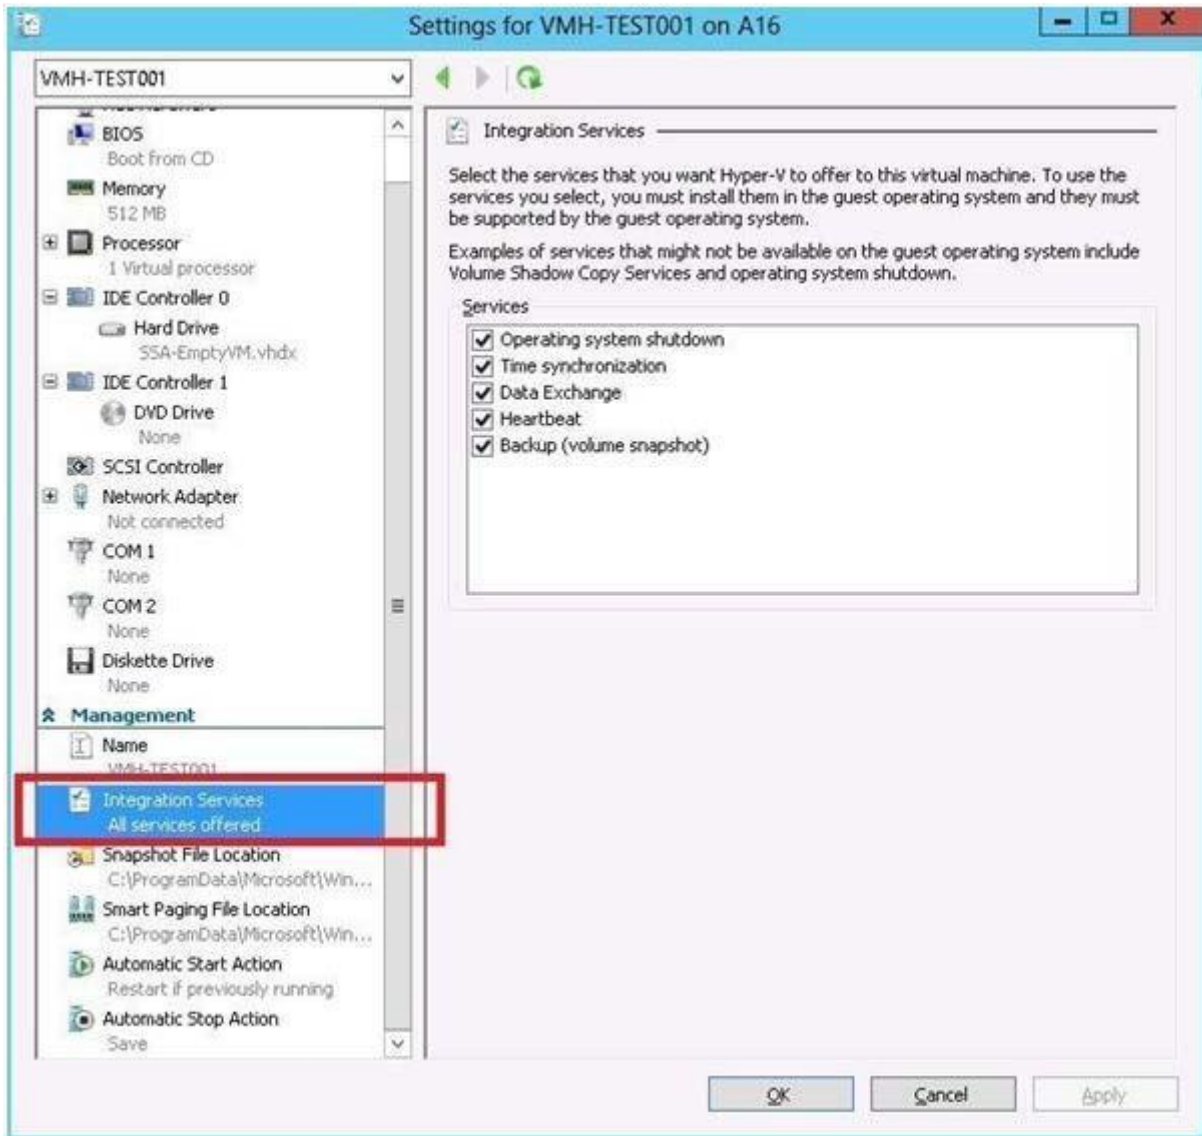 Settings for VMH-TEST001 on A16
VMH-TEST001
BIOS
Boot from CD
Memory
512 MB
Processor
1 Virtual processor
IDE Controller 0
Hard Drive
SSA-EmptyVM.vhdx
IDE Controller 1
DVD Drive
None
SCSI Controller
Network Adapter
Not connected
COM 1
None
COM 2
None
Diskette Drive
None
Management
Name
VMH-TEST001
Integration Services
All services offered
Snapshot File Location
C:\ProgramData\Microsoft\Win...
Smart Paging File Location
C:\ProgramData\Microsoft\Win...
Automatic Start Action
Restart if previously running
Automatic Stop Action
Save
Integration Services
Select the services that you want Hyper-V to offer to this virtual machine. To use the
services you select, you must install them in the guest operating system and they must
be supported by the guest operating system.
Examples of services that might not be available on the guest operating system include
Volume Shadow Copy Services and operating system shutdown.
Services
Operating system shutdown
Time synchronization
Data Exchange
Heartbeat
Backup (volume snapshot)
OK
Cancel
Apply